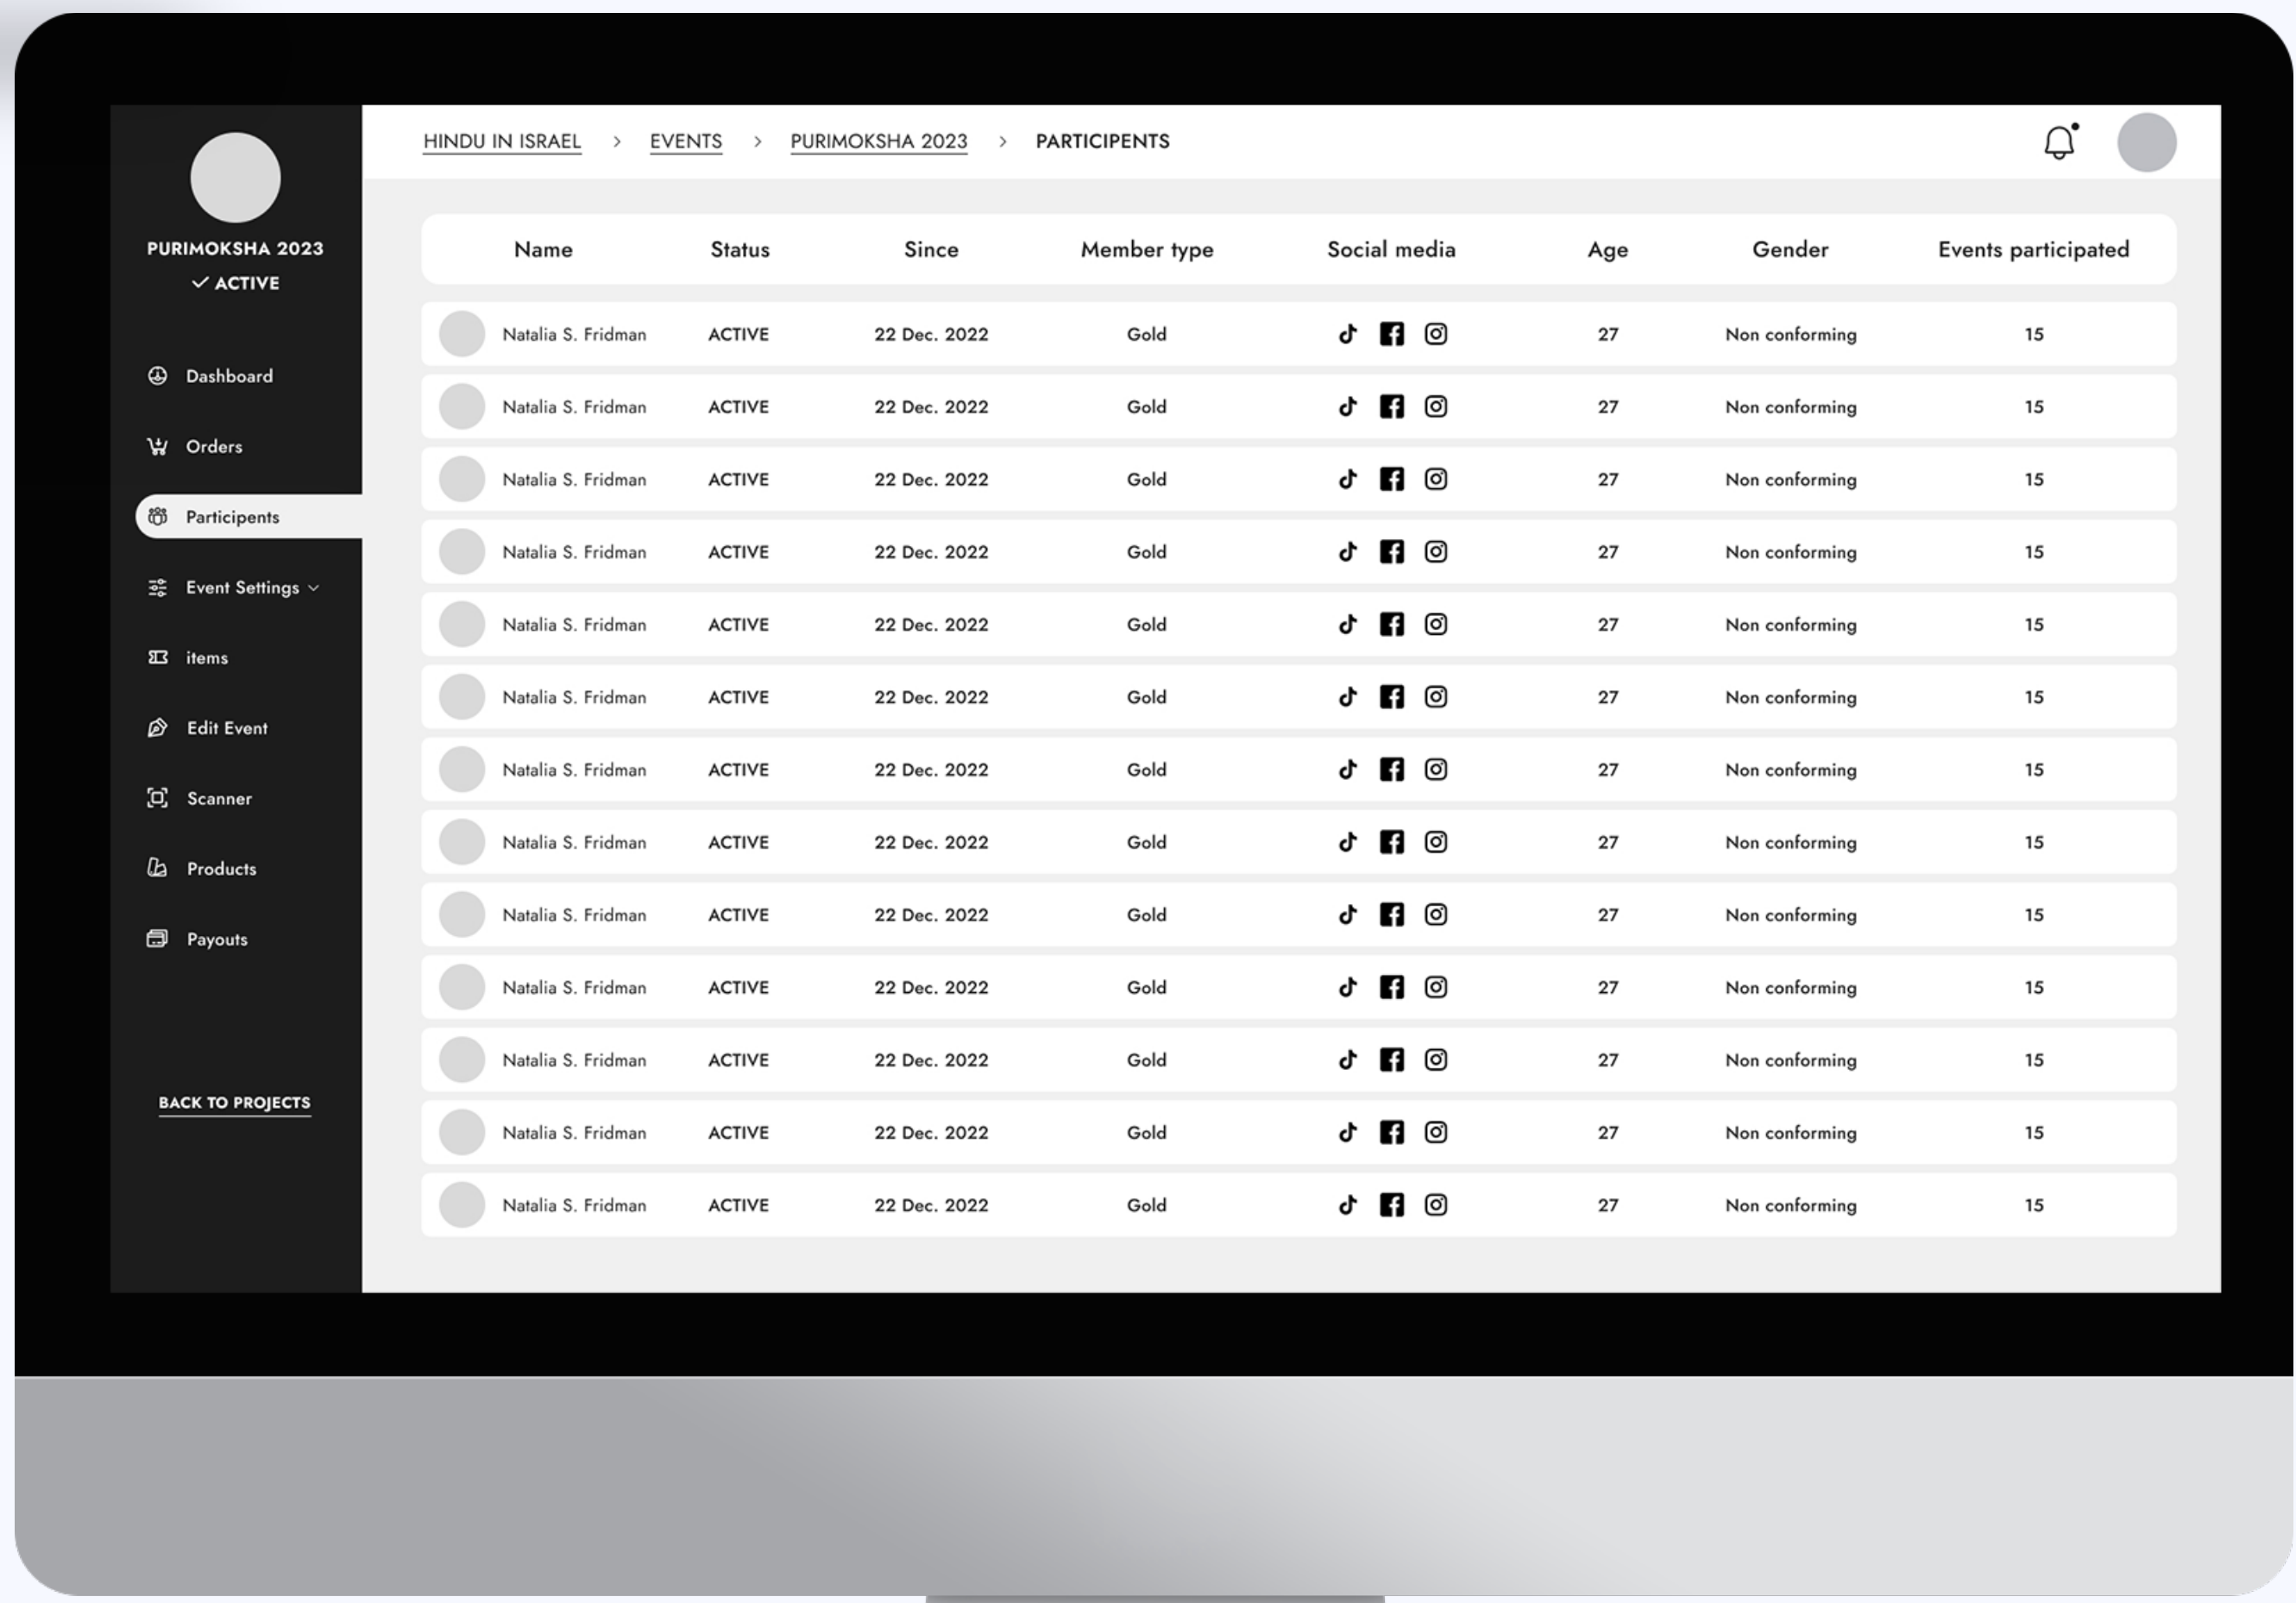 PURIMOKSHA 2023
ACTIVE
Dashboard
Orders
Participents
Event Settings
items
Edit Event
Scanner
Products
Payouts
BACK TO PROJECTS
HINDU IN ISRAEL > EVENTS > PURIMOKSHA 2023 > PARTICIPENTS
Name Status Since Member type Social media Age Gender Events participated
Natalia S. Fridman ACTIVE 22 Dec. 2022 Gold 27 Non conforming 15
Natalia S. Fridman ACTIVE 22 Dec. 2022 Gold 27 Non conforming 15
Natalia S. Fridman ACTIVE 22 Dec. 2022 Gold 27 Non conforming 15
Natalia S. Fridman ACTIVE 22 Dec. 2022 Gold 27 Non conforming 15
Natalia S. Fridman ACTIVE 22 Dec. 2022 Gold 27 Non conforming 15
Natalia S. Fridman ACTIVE 22 Dec. 2022 Gold 27 Non conforming 15
Natalia S. Fridman ACTIVE 22 Dec. 2022 Gold 27 Non conforming 15
Natalia S. Fridman ACTIVE 22 Dec. 2022 Gold 27 Non conforming 15
Natalia S. Fridman ACTIVE 22 Dec. 2022 Gold 27 Non conforming 15
Natalia S. Fridman ACTIVE 22 Dec. 2022 Gold 27 Non conforming 15
Natalia S. Fridman ACTIVE 22 Dec. 2022 Gold 27 Non conforming 15
Natalia S. Fridman ACTIVE 22 Dec. 2022 Gold 27 Non conforming 15
Natalia S. Fridman ACTIVE 22 Dec. 2022 Gold 27 Non conforming 15